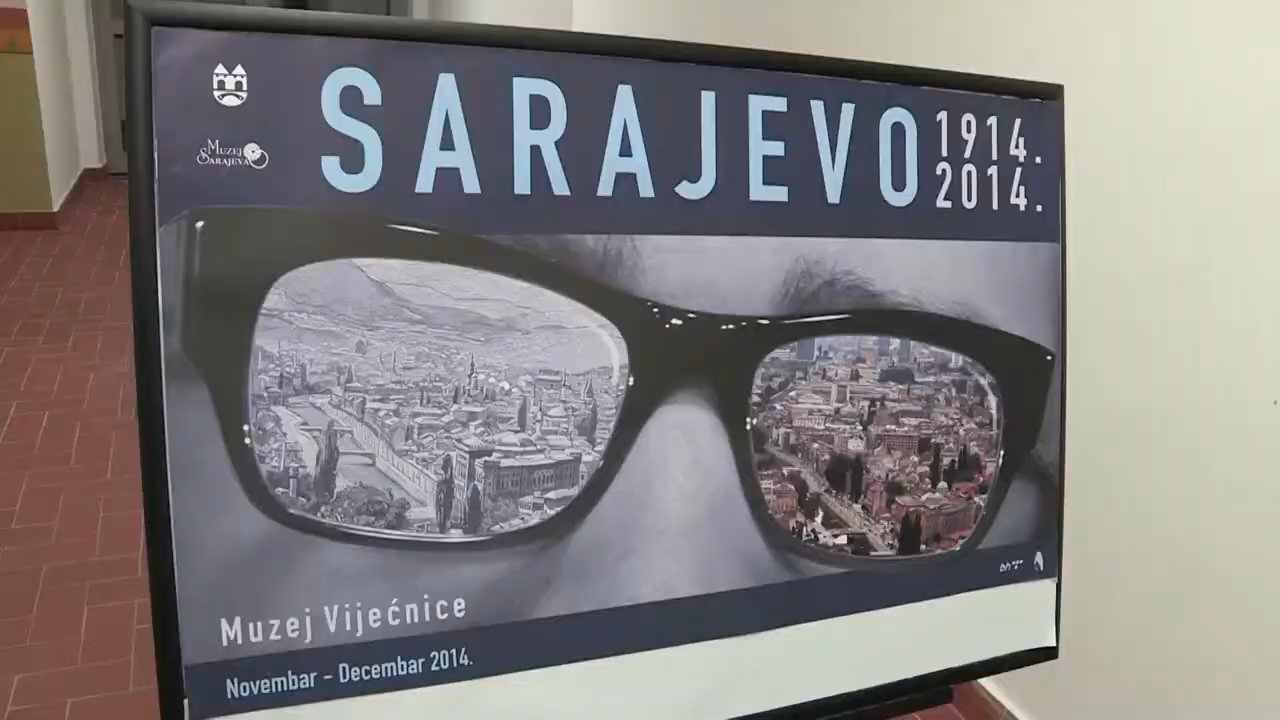 SARAJEVO
1914.
2014.
Muzej
Sarajeva
Muzej Vijećnice
Novembar - Decembar 2014.